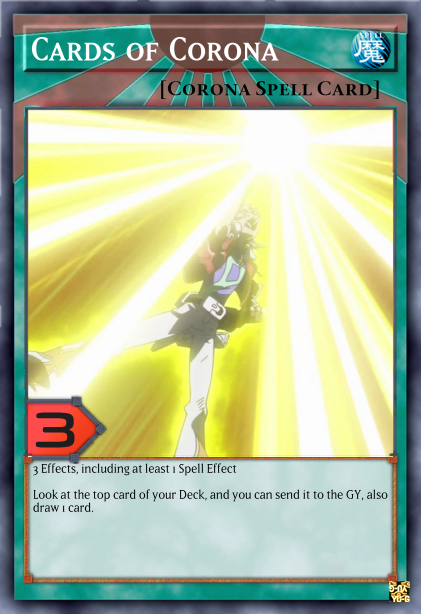 Cards of Corona
魔
[Corona Spell Card]
3
3 Effects, including at least 1 Spell Effect
Look at the top card of your Deck, and you can send it to the GY, also
draw 1 card.